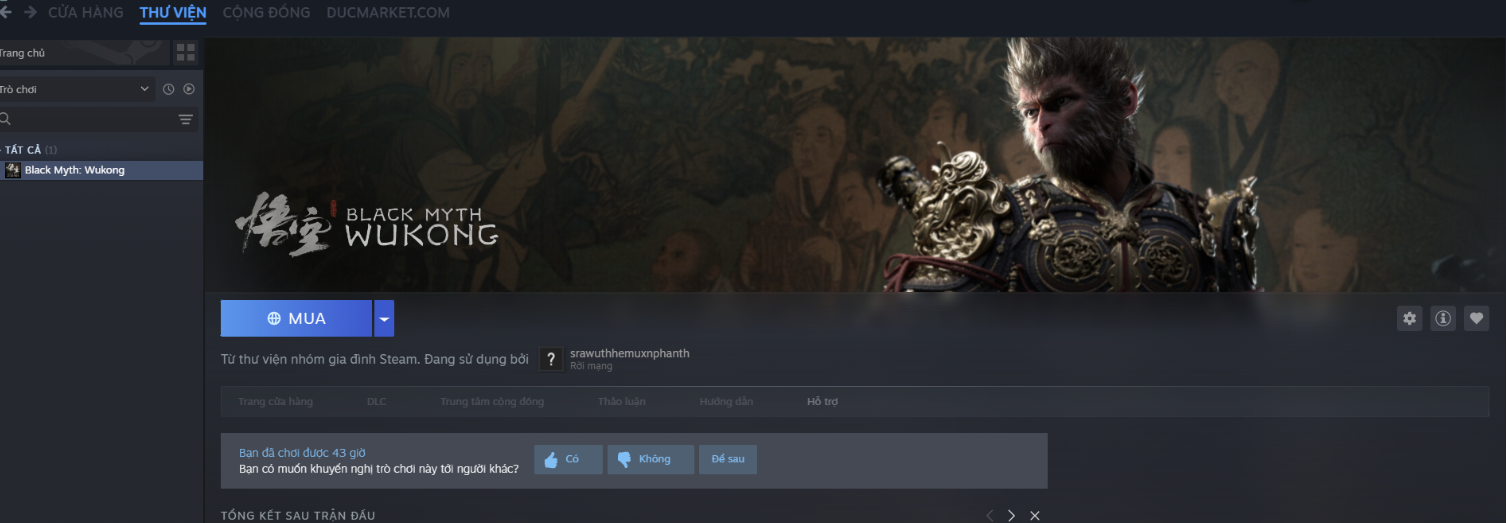 CỬA HÀNG THƯ VIỆN CỘNG ĐỒNG DUCMARKET.COM
Trang chủ
Trò chơi
TẤT CẢ (1)
Black Myth: Wukong
悟空
BLACK MYTH
WUKONG
MUA
Từ thư viện nhóm gia đình Steam. Đang sử dụng bởi ? srawuthhemuxnphanth
Rời mạng
Trang cửa hàng DLC Trung tâm cộng đồng Thảo luận Hướng dẫn Hỗ trợ
Bạn đã chơi được 43 giờ
Bạn có muốn khuyến nghị trò chơi này tới người khác? Có Không Để sau
TỔNG KẾT SAU TRẬN ĐẤU